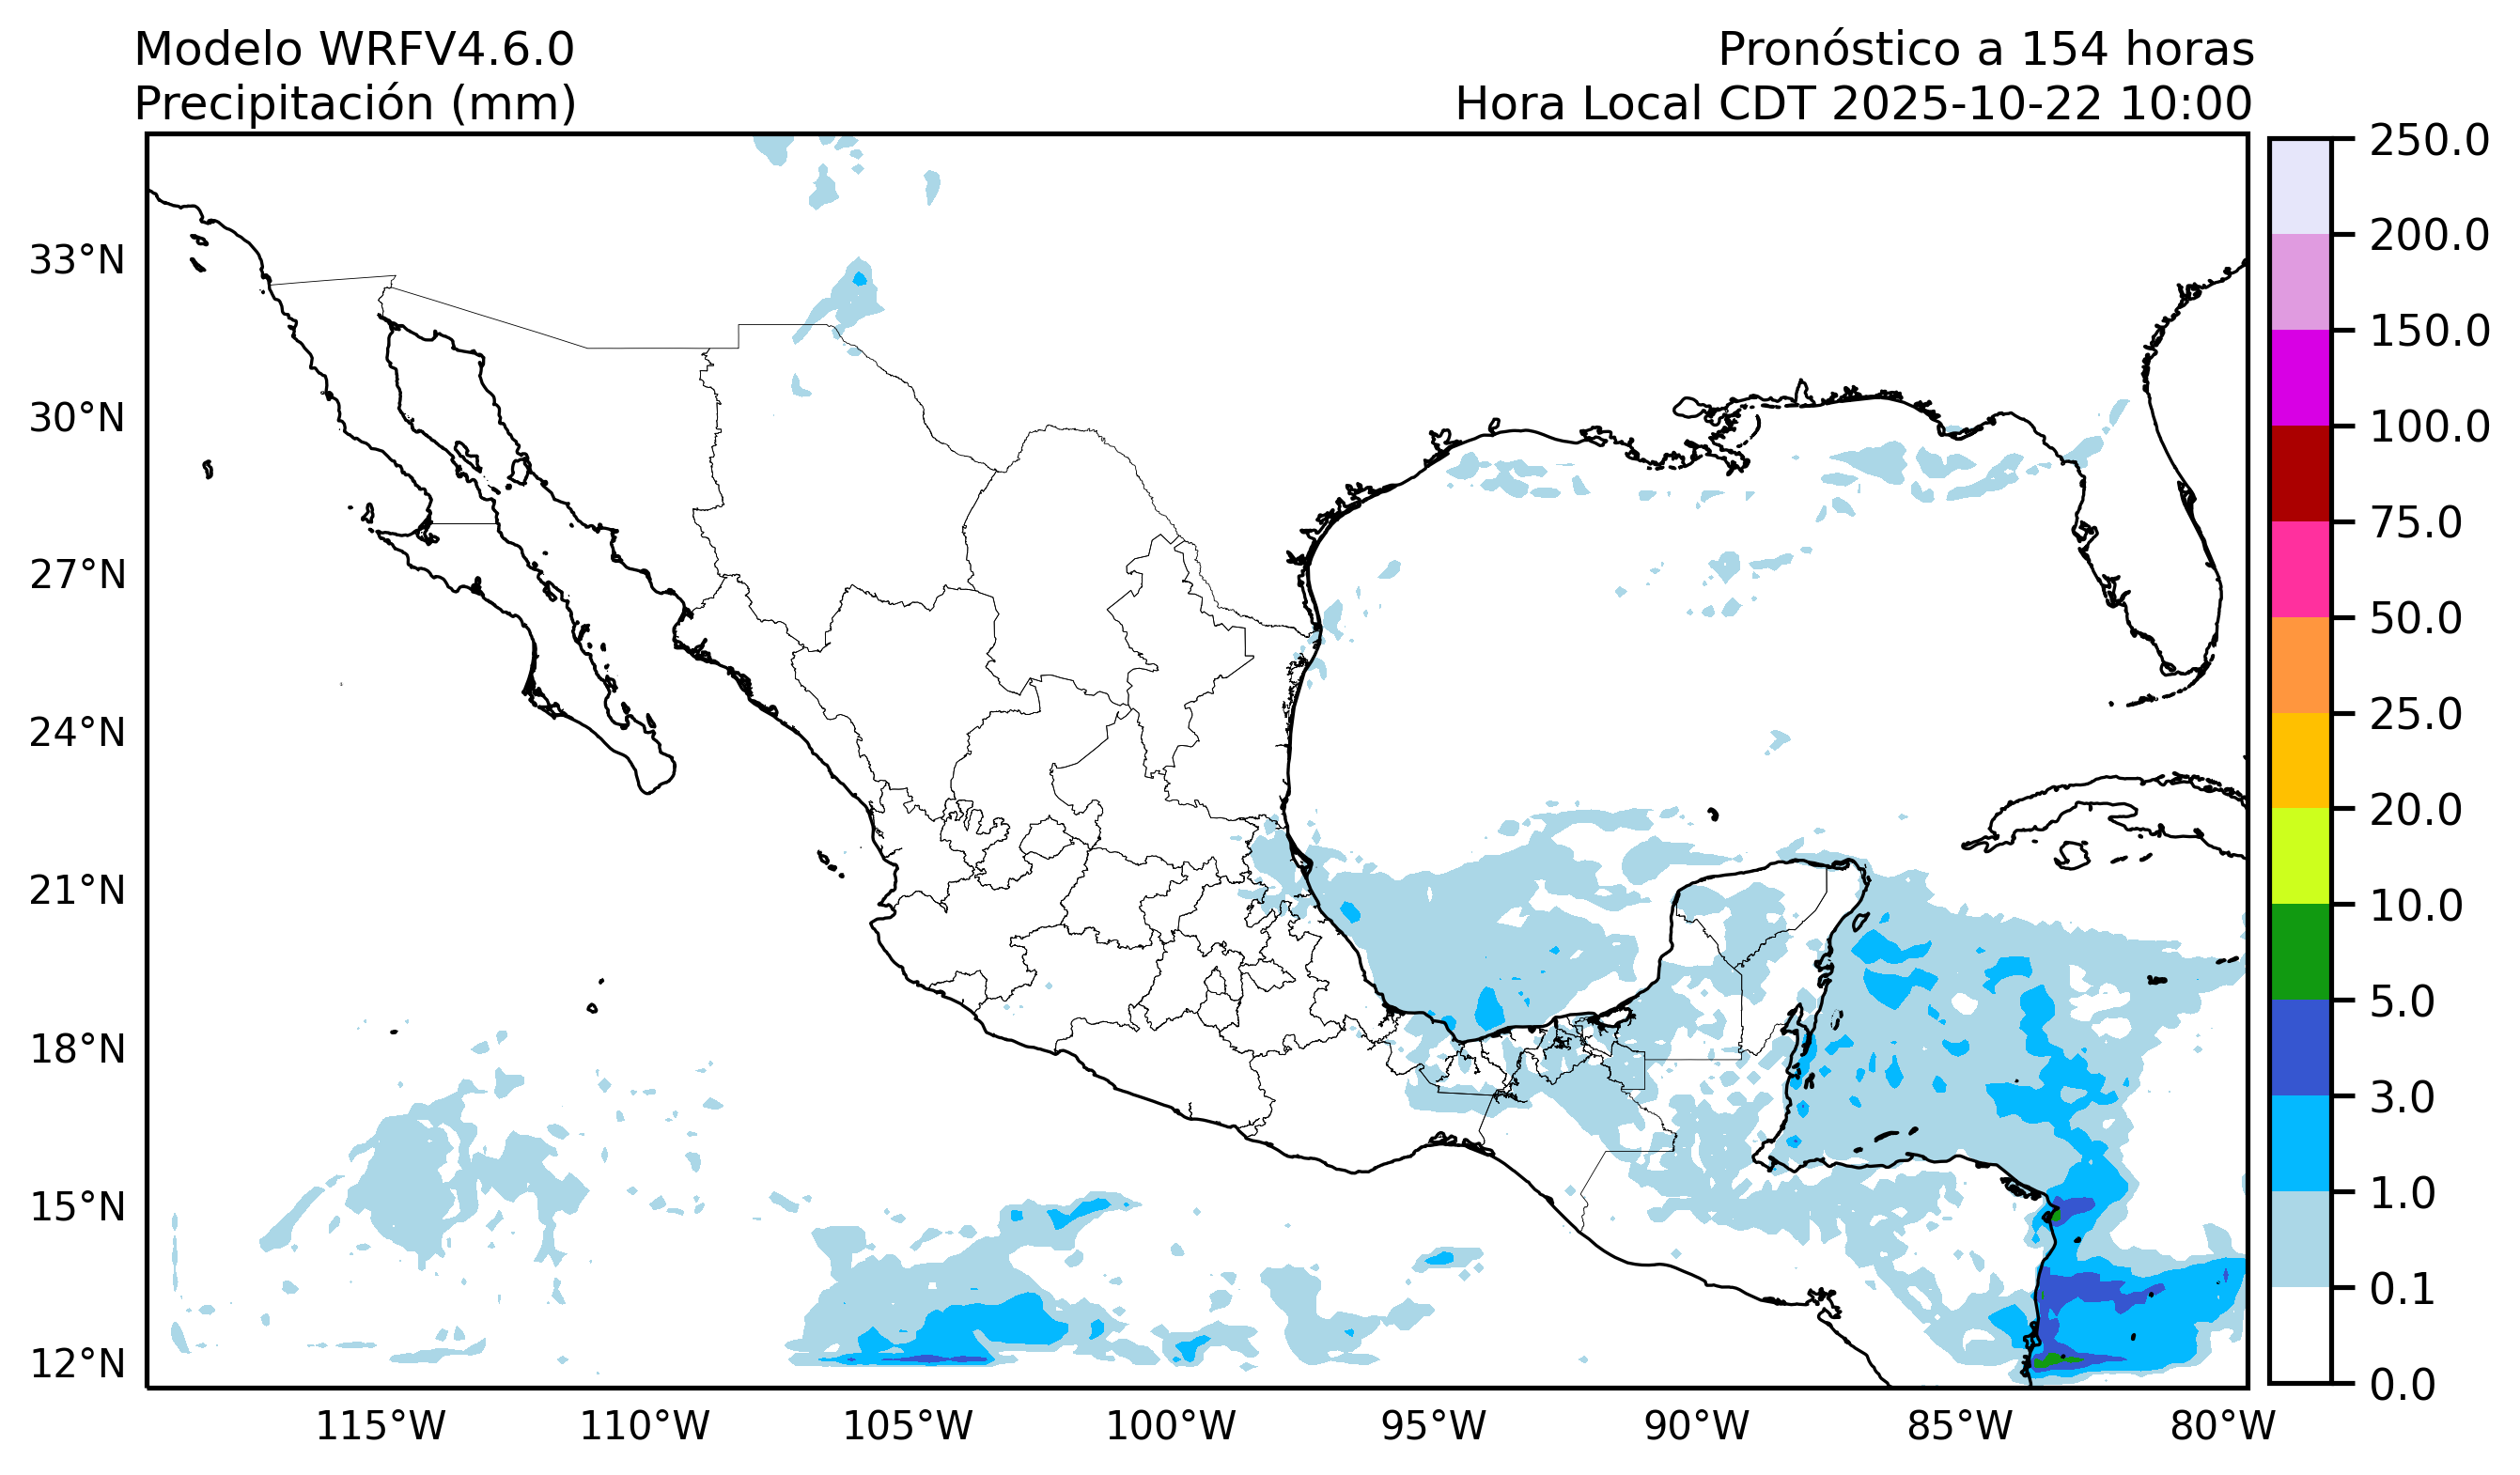 Modelo WRFV4.6.0
Precipitación (mm)
Pronóstico a 154 horas
Hora Local CDT 2025-10-22 10:00
33°N
30°N
27°N
24°N
21°N
18°N
15°N
12°N
115°W
110°W
105°W
100°W
95°W
90°W
85°W
80°W
250.0
200.0
150.0
100.0
75.0
50.0
25.0
20.0
10.0
5.0
3.0
1.0
0.1
0.0